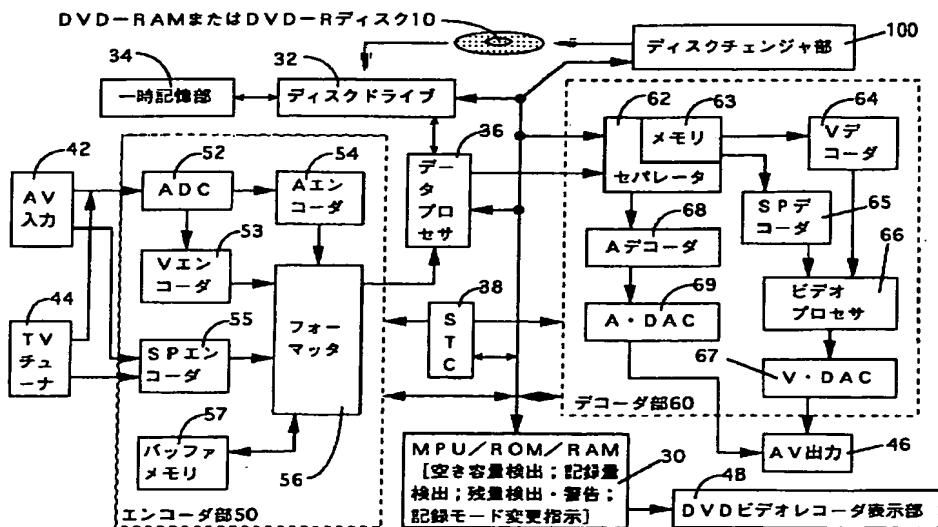 DVD-RAMまたはDVD-Rディスク10
100
ディスクチェンジャ部
34
一時記憶部
32
ディスクドライブ
36
データプロセサ
62
63
メモリ
セパレータ
64
Vデコーダ
42
AV入力
52
ADC
54
Aエンコーダ
53
Vエンコーダ
65
SPデコーダ
68
Aデコーダ
66
ビデオプロセサ
44
TVチューナ
55
SPエンコーダ
フォーマッタ
38
STC
69
A・DAC
67
V・DAC
デコーダ部60
57
バッファメモリ
56
エンコーダ部50
MPU/ROM/RAM
[空き容量検出;記録量
検出;残量検出・警告;
記録モード変更指示]
30
AV出力
46
48
DVDビデオレコーダ表示部